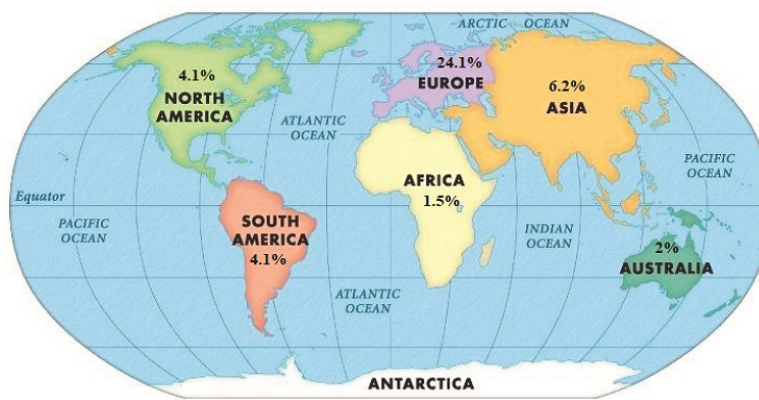 ARCTIC OCEAN
4.1%
NORTH
AMERICA
24.1%
EUROPE
6.2%
ASIA
ATLANTIC
OCEAN
PACIFIC
OCEAN
AFRICA
1.5%
Equator
PACIFIC
OCEAN
SOUTH
AMERICA
4.1%
INDIAN
OCEAN
2%
AUSTRALIA
ATLANTIC
OCEAN
ANTARCTICA